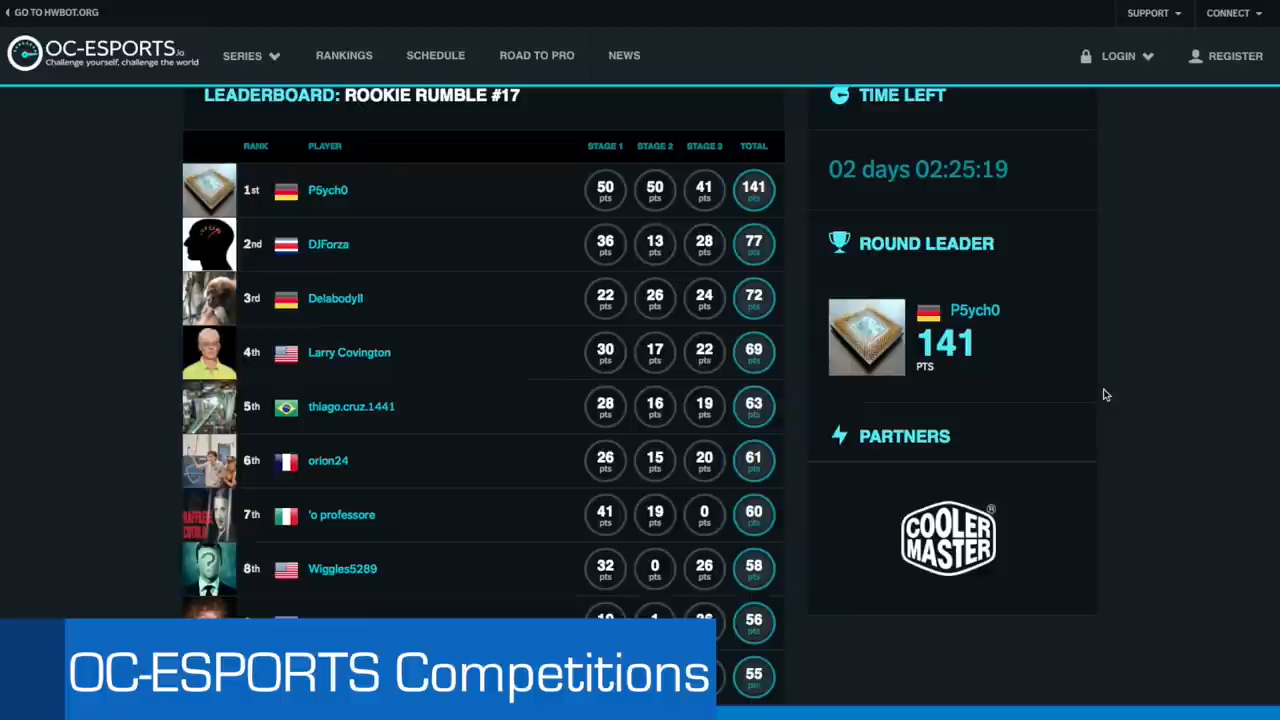 GO TO HWBOT.ORG
SUPPORT
CONNECT
OC-ESPORTS.io
Challenge yourself, challenge the world
SERIES
RANKINGS
SCHEDULE
ROAD TO PRO
NEWS
LOGIN
REGISTER
LEADERBOARD: ROOKIE RUMBLE #17
RANK PLAYER STAGE 1 STAGE 2 STAGE 3 TOTAL
1st P5ych0 50 pts 50 pts 41 pts 141 pts
2nd DJForza 36 pts 13 pts 28 pts 77 pts
3rd Delabodyll 22 pts 26 pts 24 pts 72 pts
4th Larry Covington 30 pts 17 pts 22 pts 69 pts
5th thiago.cruz.1441 28 pts 16 pts 19 pts 63 pts
6th orion24 26 pts 15 pts 20 pts 61 pts
7th 'o professore 41 pts 19 pts 0 pts 60 pts
8th Wiggles5289 32 pts 0 pts 26 pts 58 pts
56 pts
55 pts
TIME LEFT
02 days 02:25:19
ROUND LEADER
P5ych0
141
PTS
PARTNERS
COOLER
MASTER
®
OC-ESPORTS Competitions